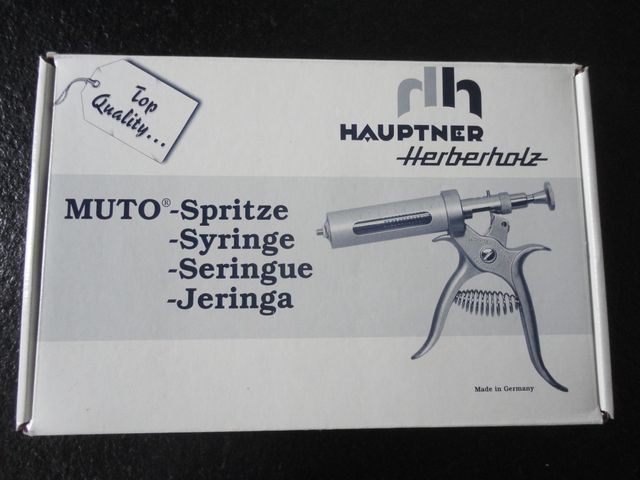 Top
Quality...
HAUPTNER
Herberholz
MUTO®-Spritze
-Syringe
-Seringue
-Jeringa
Made in Germany